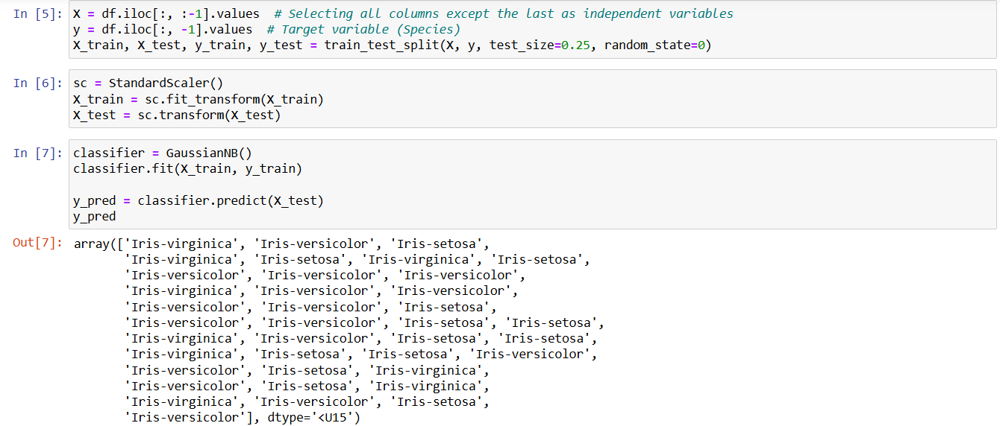 In [5]: X = df.iloc[:, :-1].values  # Selecting all columns except the last as independent variables
y = df.iloc[:, -1].values  # Target variable (Species)
X_train, X_test, y_train, y_test = train_test_split(X, y, test_size=0.25, random_state=0)
In [6]: sc = StandardScaler()
X_train = sc.fit_transform(X_train)
X_test = sc.transform(X_test)
In [7]: classifier = GaussianNB()
classifier.fit(X_train, y_train)
y_pred = classifier.predict(X_test)
y_pred
Out[7]: array(['Iris-virginica', 'Iris-versicolor', 'Iris-setosa',
'Iris-virginica', 'Iris-setosa', 'Iris-virginica', 'Iris-setosa',
'Iris-versicolor', 'Iris-versicolor', 'Iris-versicolor',
'Iris-virginica', 'Iris-versicolor', 'Iris-versicolor',
'Iris-versicolor', 'Iris-versicolor', 'Iris-setosa',
'Iris-versicolor', 'Iris-versicolor', 'Iris-setosa', 'Iris-setosa',
'Iris-virginica', 'Iris-versicolor', 'Iris-setosa', 'Iris-setosa',
'Iris-virginica', 'Iris-setosa', 'Iris-setosa', 'Iris-versicolor',
'Iris-versicolor', 'Iris-setosa', 'Iris-virginica',
'Iris-versicolor', 'Iris-setosa', 'Iris-virginica',
'Iris-virginica', 'Iris-versicolor', 'Iris-setosa',
'Iris-versicolor'], dtype='<U15')